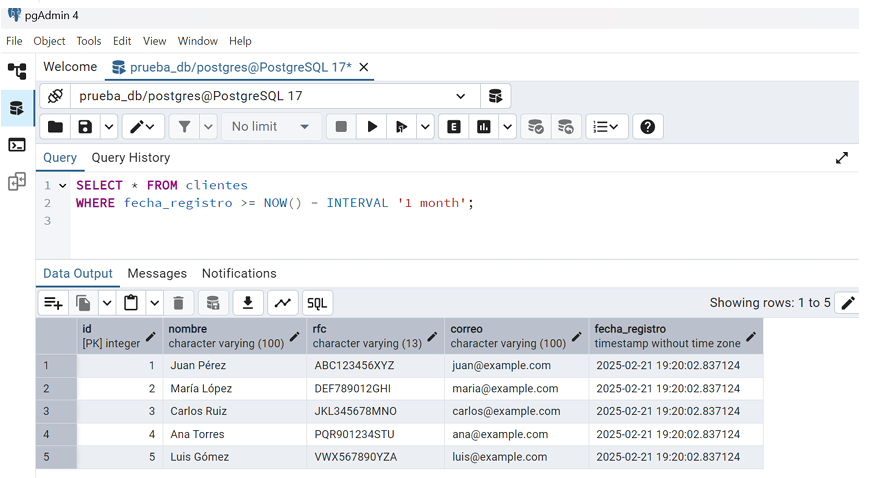 pgAdmin 4
File Object Tools Edit View Window Help
Welcome prueba_db/postgres@PostgreSQL 17* X
prueba_db/postgres@PostgreSQL 17
No limit E
Query Query History
1 SELECT * FROM clientes
2 WHERE fecha_registro >= NOW() - INTERVAL '1 month';
3
Data Output Messages Notifications
SQL Showing rows: 1 to 5
id nombre rfc correo fecha_registro
[PK] integer character varying (100) character varying (13) character varying (100) timestamp without time zone
1 1 Juan Pérez ABC123456XYZ juan@example.com 2025-02-21 19:20:02.837124
2 2 María López DEF789012GHI maria@example.com 2025-02-21 19:20:02.837124
3 3 Carlos Ruiz JKL345678MNO carlos@example.com 2025-02-21 19:20:02.837124
4 4 Ana Torres PQR901234STU ana@example.com 2025-02-21 19:20:02.837124
5 5 Luis Gómez VWX567890YZA luis@example.com 2025-02-21 19:20:02.837124